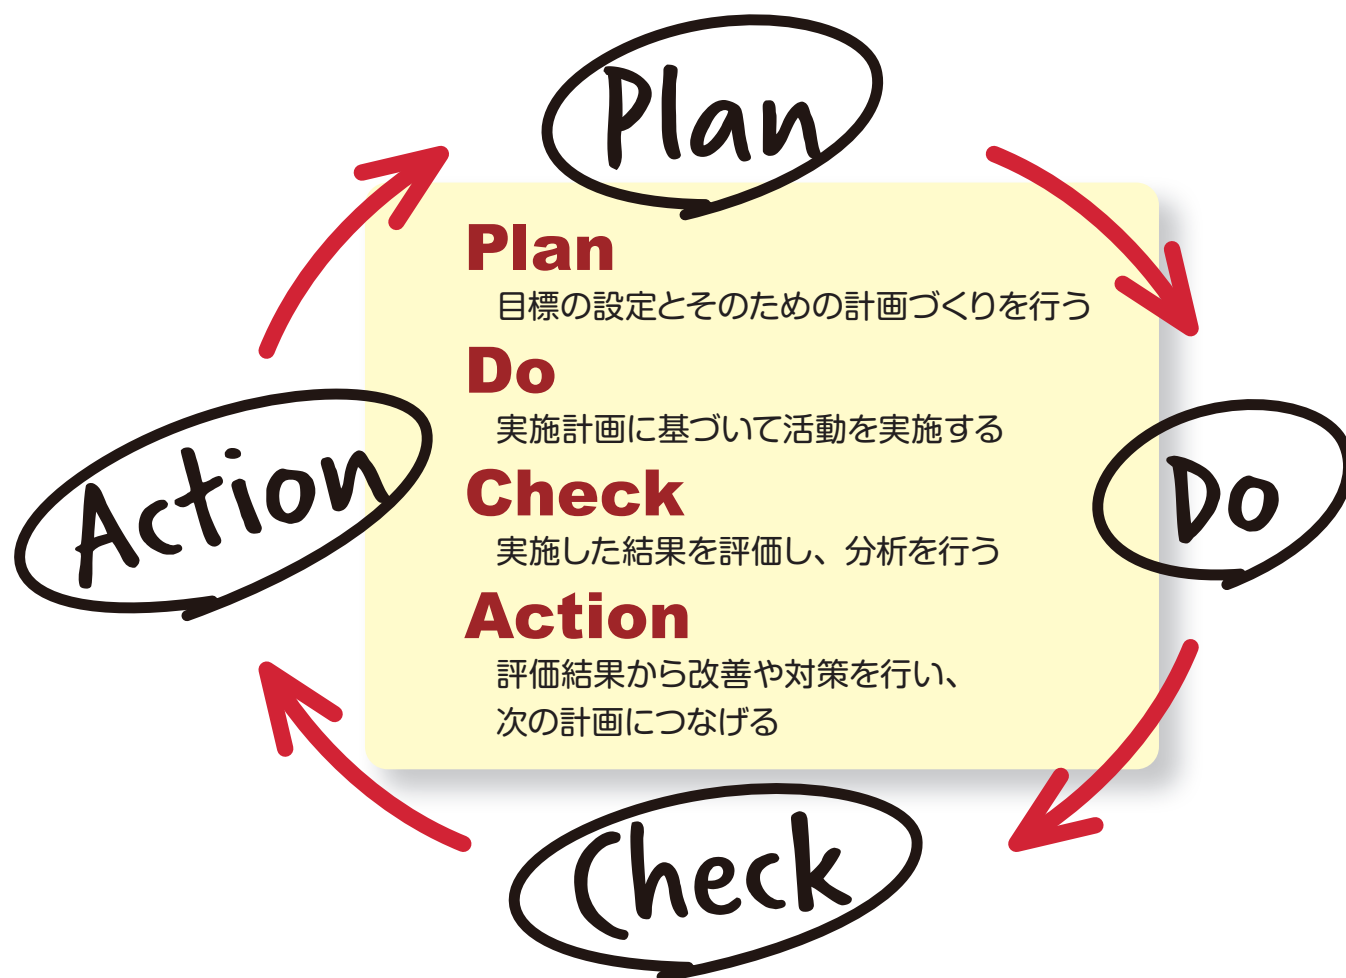 Plan
Plan
目標の設定とそのための計画づくりを行う
Do
実施計画に基づいて活動を実施する
Check
実施した結果を評価し、分析を行う
Action
評価結果から改善や対策を行い、
次の計画につなげる
Action
Do
Check